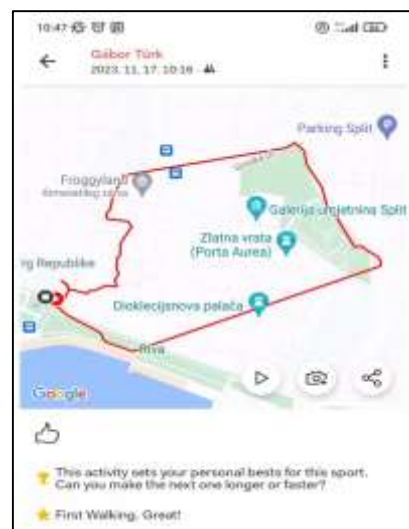 10:47
Gábor Türk
2023. 11. 17. 10:16
Parking Split
Froggyland
Galerija umjetnina Split
Zlatna vrata
(Porta Aurea)
rg Republike
Dioklecijanova palača
Riva
Google
This activity sets your personal bests for this sport.
Can you make the next one longer or faster?
First Walking, Great!